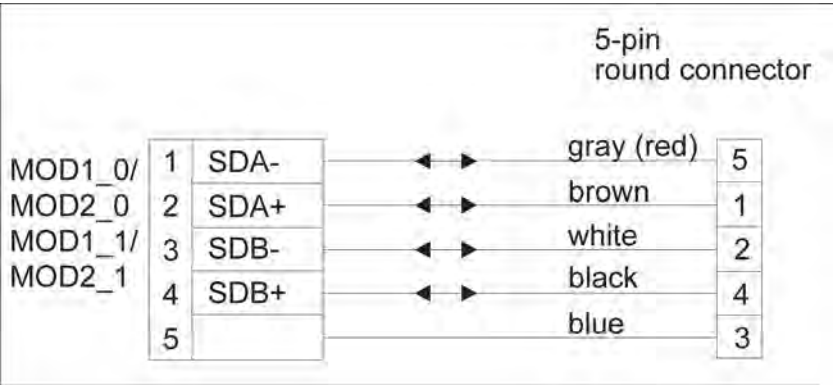 5-pin
round connector
MOD1_0/
MOD2_0
MOD1_1/
MOD2_1
1 SDA- gray (red) 5
2 SDA+ brown 1
3 SDB- white 2
4 SDB+ black 4
5 blue 3